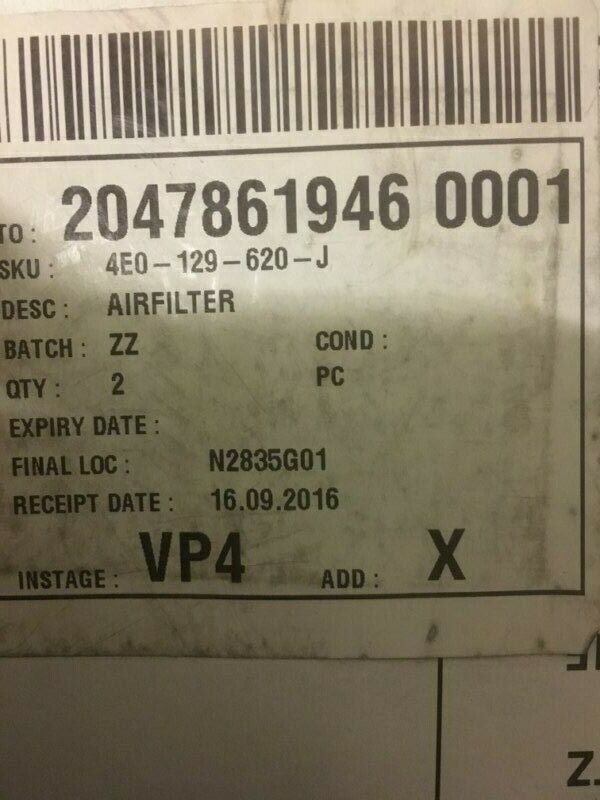 TO : 2047861946 0001
SKU : 4E0-129-620-J
DESC : AIRFILTER
BATCH : ZZ COND :
QTY : 2 PC
EXPIRY DATE :
FINAL LOC : N2835G01
RECEIPT DATE : 16.09.2016
INSTAGE : VP4 ADD : X